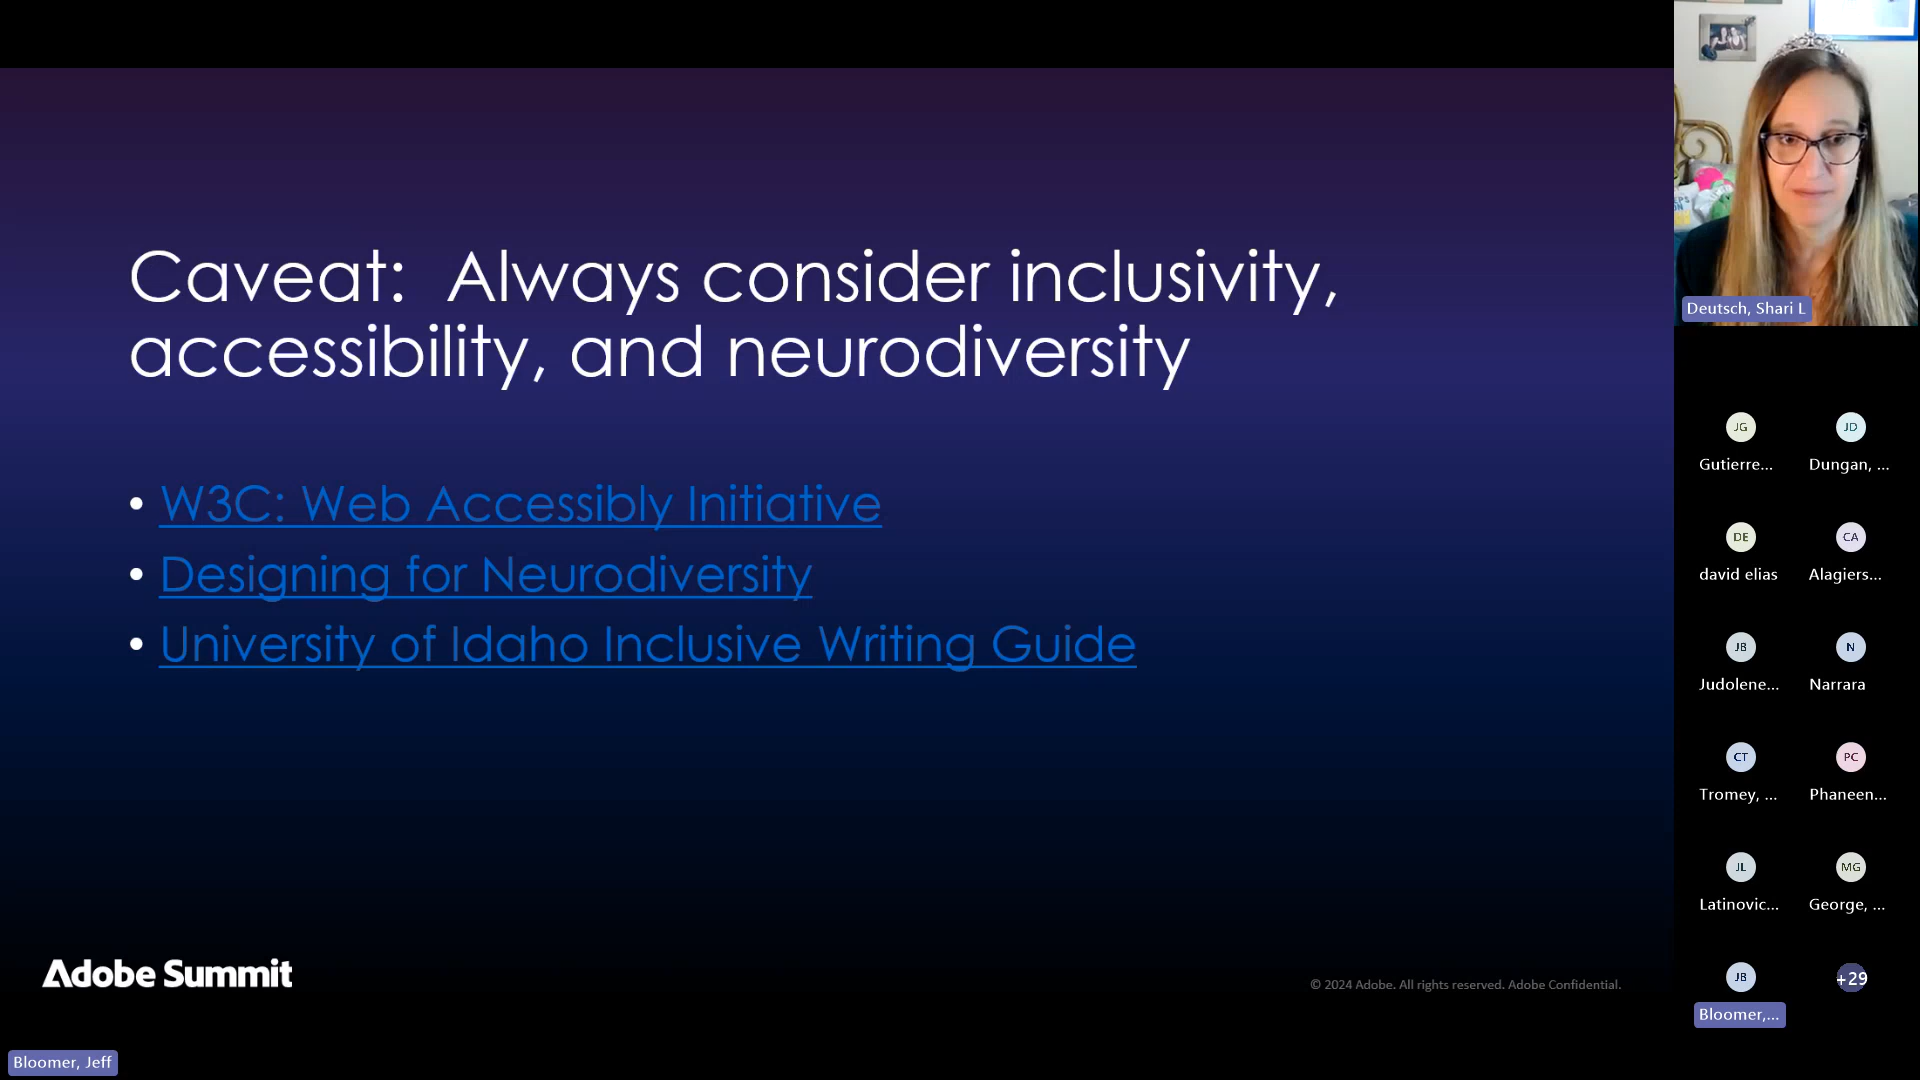 Caveat:  Always consider inclusivity,
accessibility, and neurodiversity
• W3C: Web Accessibly Initiative
• Designing for Neurodiversity
• University of Idaho Inclusive Writing Guide
Adobe Summit
© 2024 Adobe. All rights reserved. Adobe Confidential.
Bloomer, Jeff
Deutsch, Shari L
JG JD
Gutierre... Dungan, ...
DE CA
david elias Alagiers...
JB N
Judolene... Narrara
CT PC
Tromey, ... Phaneen...
JL MG
Latinovic... George, ...
JB +29
Bloomer,...